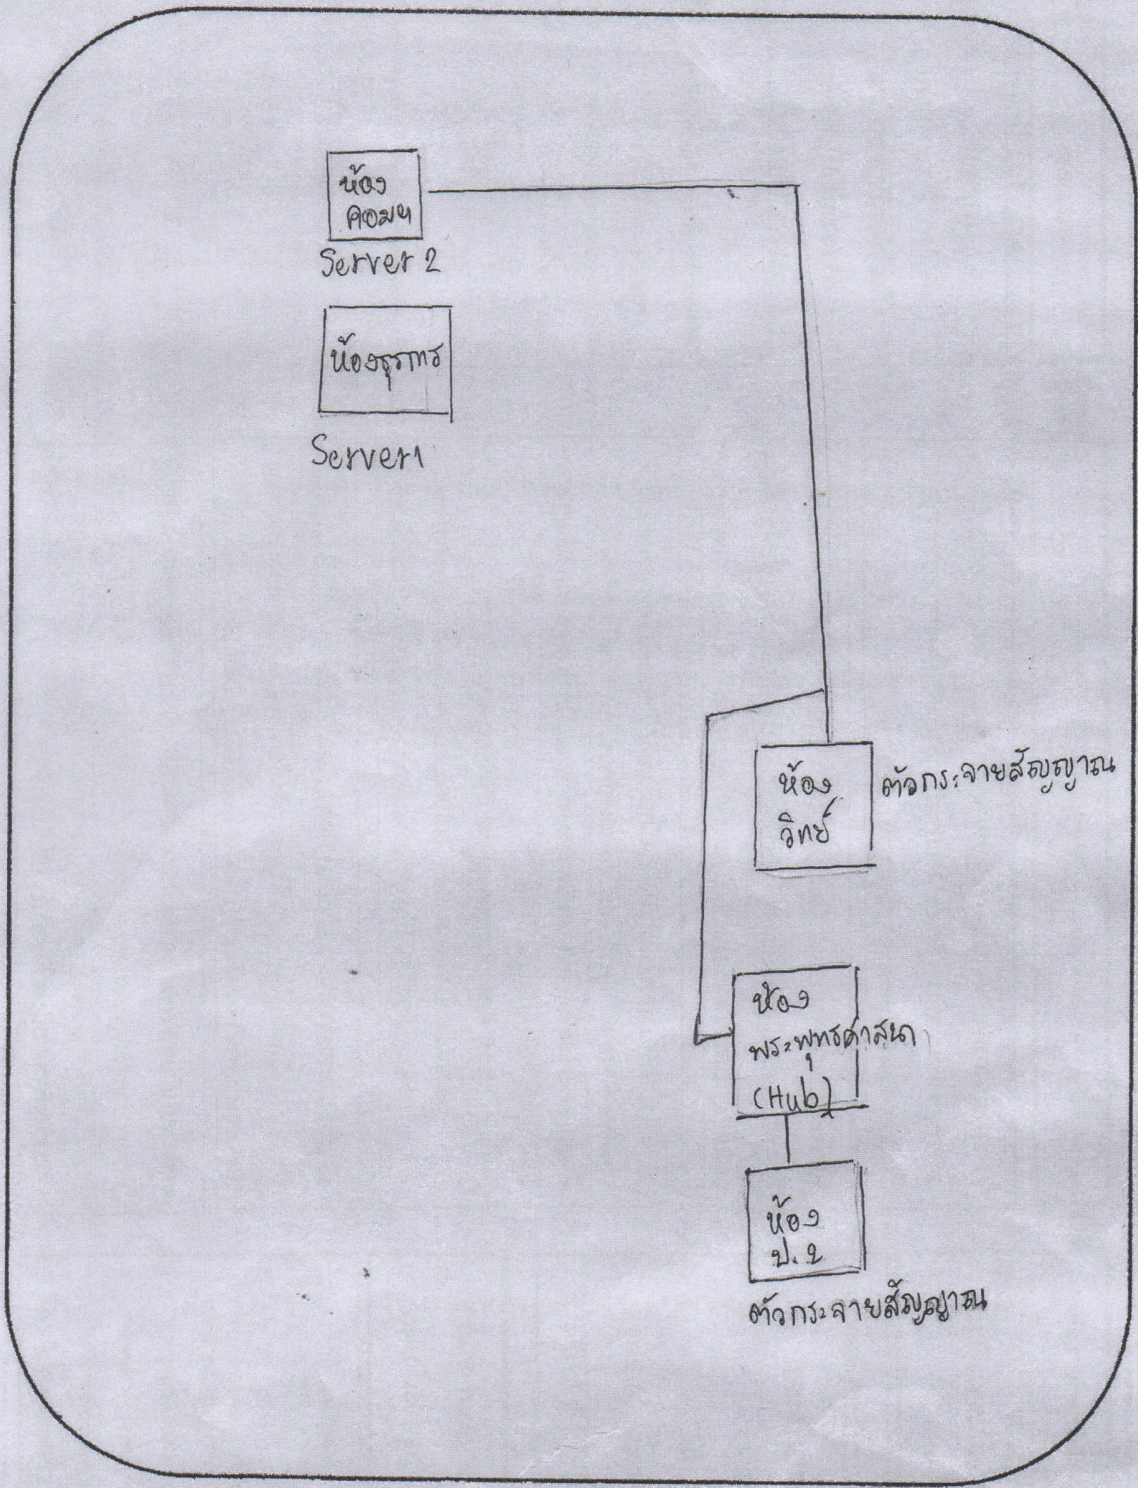 ห้อง
คอมฯ
Server 2
ห้องธุรการ
Server1
ห้อง
วิทย์
ตัวกระจายสัญญาณ
ห้อง
พระพุทธศาสนา
(Hub)
ห้อง
ป.2
ตัวกระจายสัญญาณ